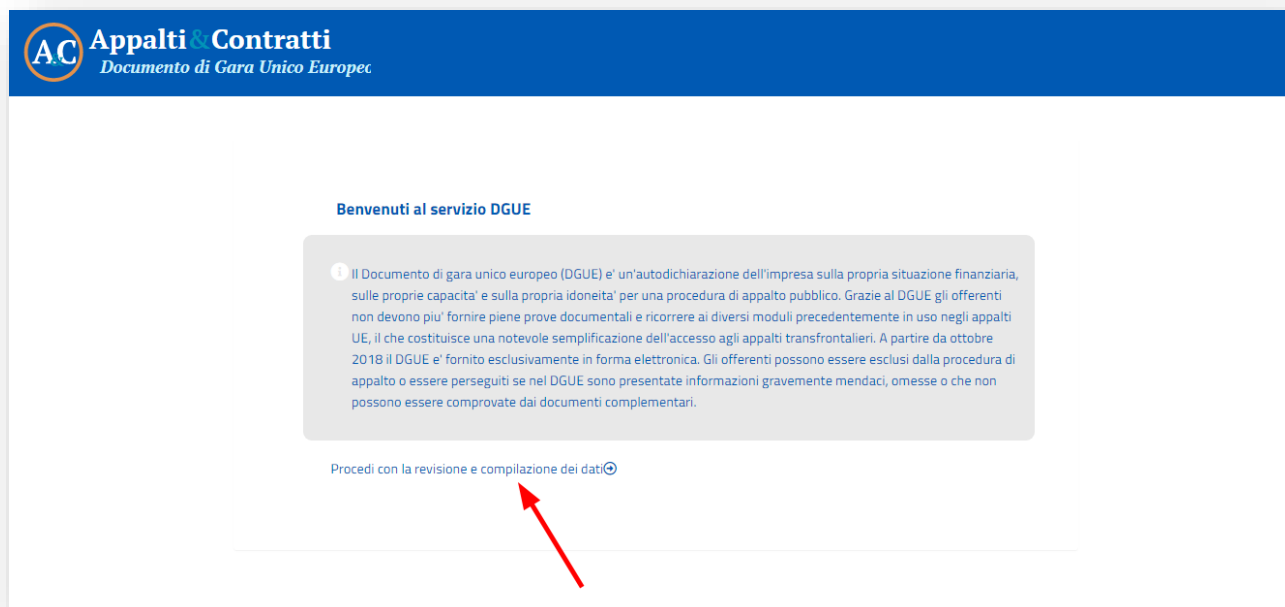 A&C Appalti&Contratti
Documento di Gara Unico Europeo
Benvenuti al servizio DGUE
Il Documento di gara unico europeo (DGUE) e' un'autodichiarazione dell'impresa sulla propria situazione finanziaria,
sulle proprie capacita' e sulla propria idoneita' per una procedura di appalto pubblico. Grazie al DGUE gli offerenti
non devono piu' fornire piene prove documentali e ricorrere ai diversi moduli precedentemente in uso negli appalti
UE, il che costituisce una notevole semplificazione dell'accesso agli appalti transfrontalieri. A partire da ottobre
2018 il DGUE e' fornito esclusivamente in forma elettronica. Gli offerenti possono essere esclusi dalla procedura di
appalto o essere perseguiti se nel DGUE sono presentate informazioni gravemente mendaci, omesse o che non
possono essere comprovate dai documenti complementari.
Procedi con la revisione e compilazione dei dati